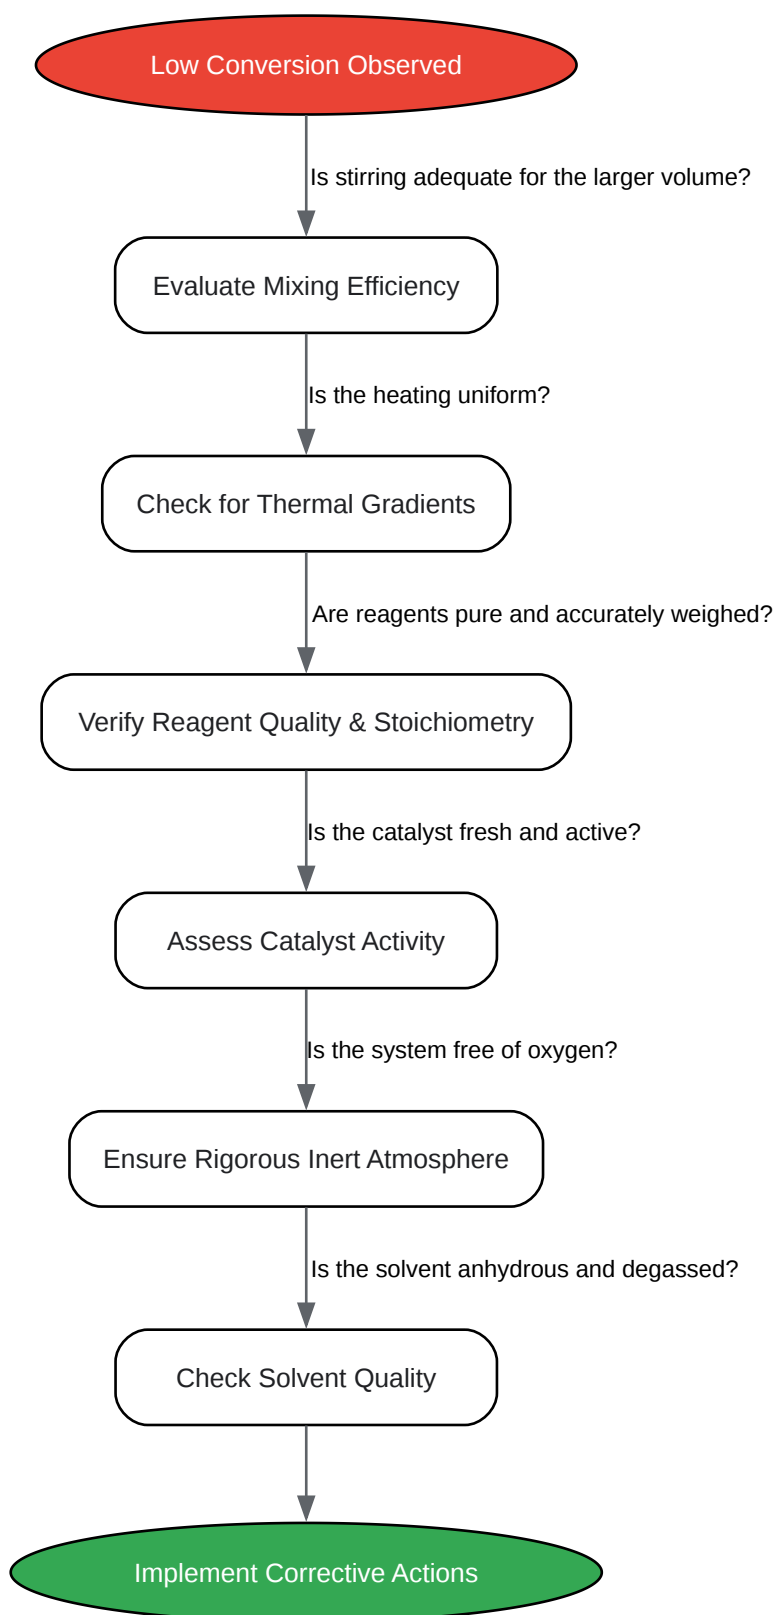 Low Conversion Observed
Is stirring adequate for the larger volume?
Evaluate Mixing Efficiency
Is the heating uniform?
Check for Thermal Gradients
Are reagents pure and accurately weighed?
Verify Reagent Quality & Stoichiometry
Is the catalyst fresh and active?
Assess Catalyst Activity
Is the system free of oxygen?
Ensure Rigorous Inert Atmosphere
Is the solvent anhydrous and degassed?
Check Solvent Quality
Implement Corrective Actions